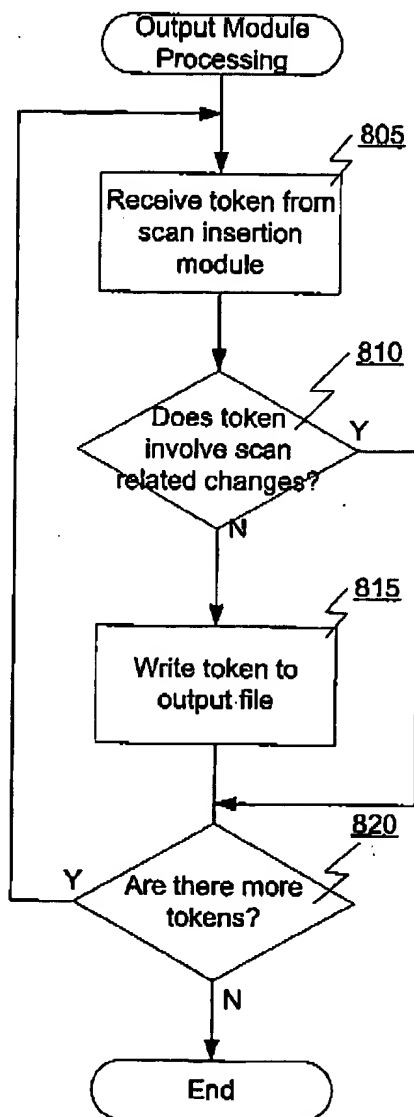 Output Module
Processing
805
Receive token from
scan insertion
module
810
Does token
involve scan
related changes?
Y
N
815
Write token to
output file
820
Y
Are there more
tokens?
N
End